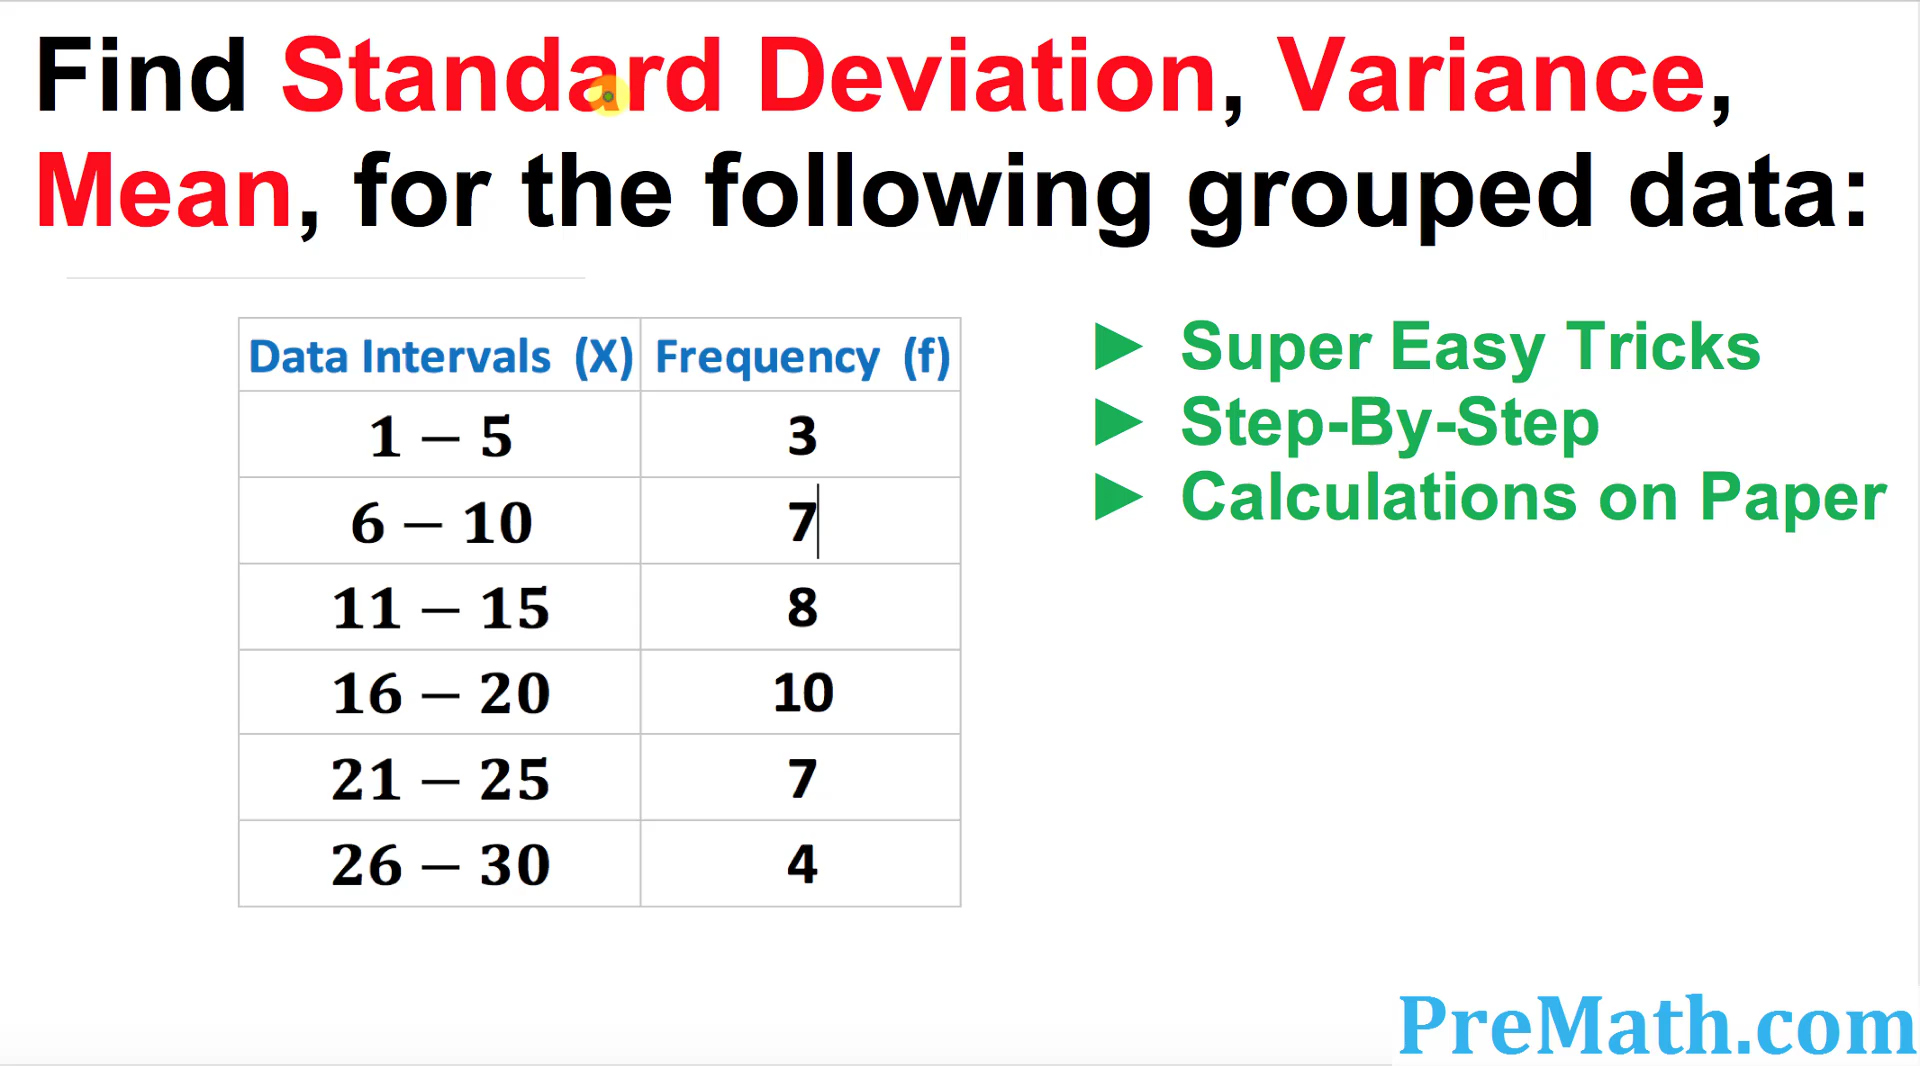 Find Standard Deviation, Variance,
Mean, for the following grouped data:
Data Intervals (X) Frequency (f)
1 – 5 3
6 – 10 7
11 – 15 8
16 – 20 10
21 – 25 7
26 – 30 4
► Super Easy Tricks
► Step-By-Step
► Calculations on Paper
PreMath.com